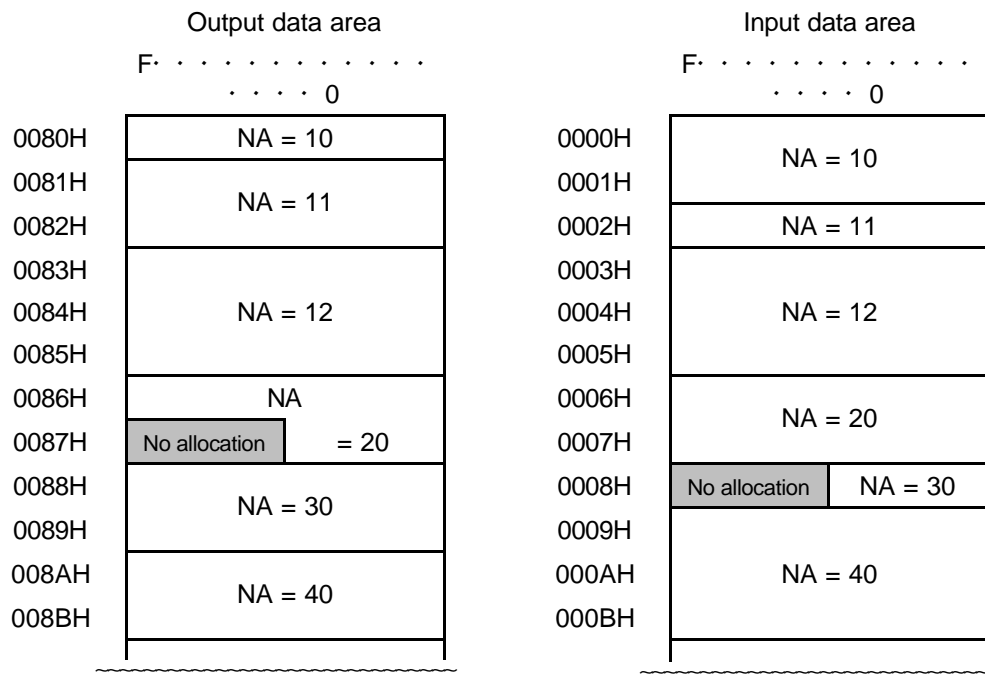 Output data area
F· · · · · · · · · · · · ·
· · · · 0
0080H NA = 10
0081H
NA = 11
0082H
0083H
0084H NA = 12
0085H
0086H NA
0087H No allocation = 20
0088H
NA = 30
0089H
008AH
NA = 40
008BH
Input data area
F· · · · · · · · · · · · ·
· · · · 0
0000H
NA = 10
0001H
0002H NA = 11
0003H
0004H NA = 12
0005H
0006H
NA = 20
0007H
0008H No allocation NA = 30
0009H
000AH NA = 40
000BH